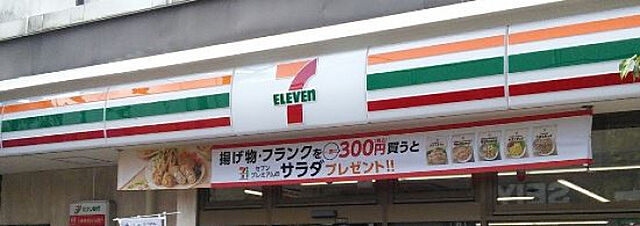 7
ELEVEn
揚げ物・フランクを300円買うと
セブン
プレミアムの
サラダプレゼント!!